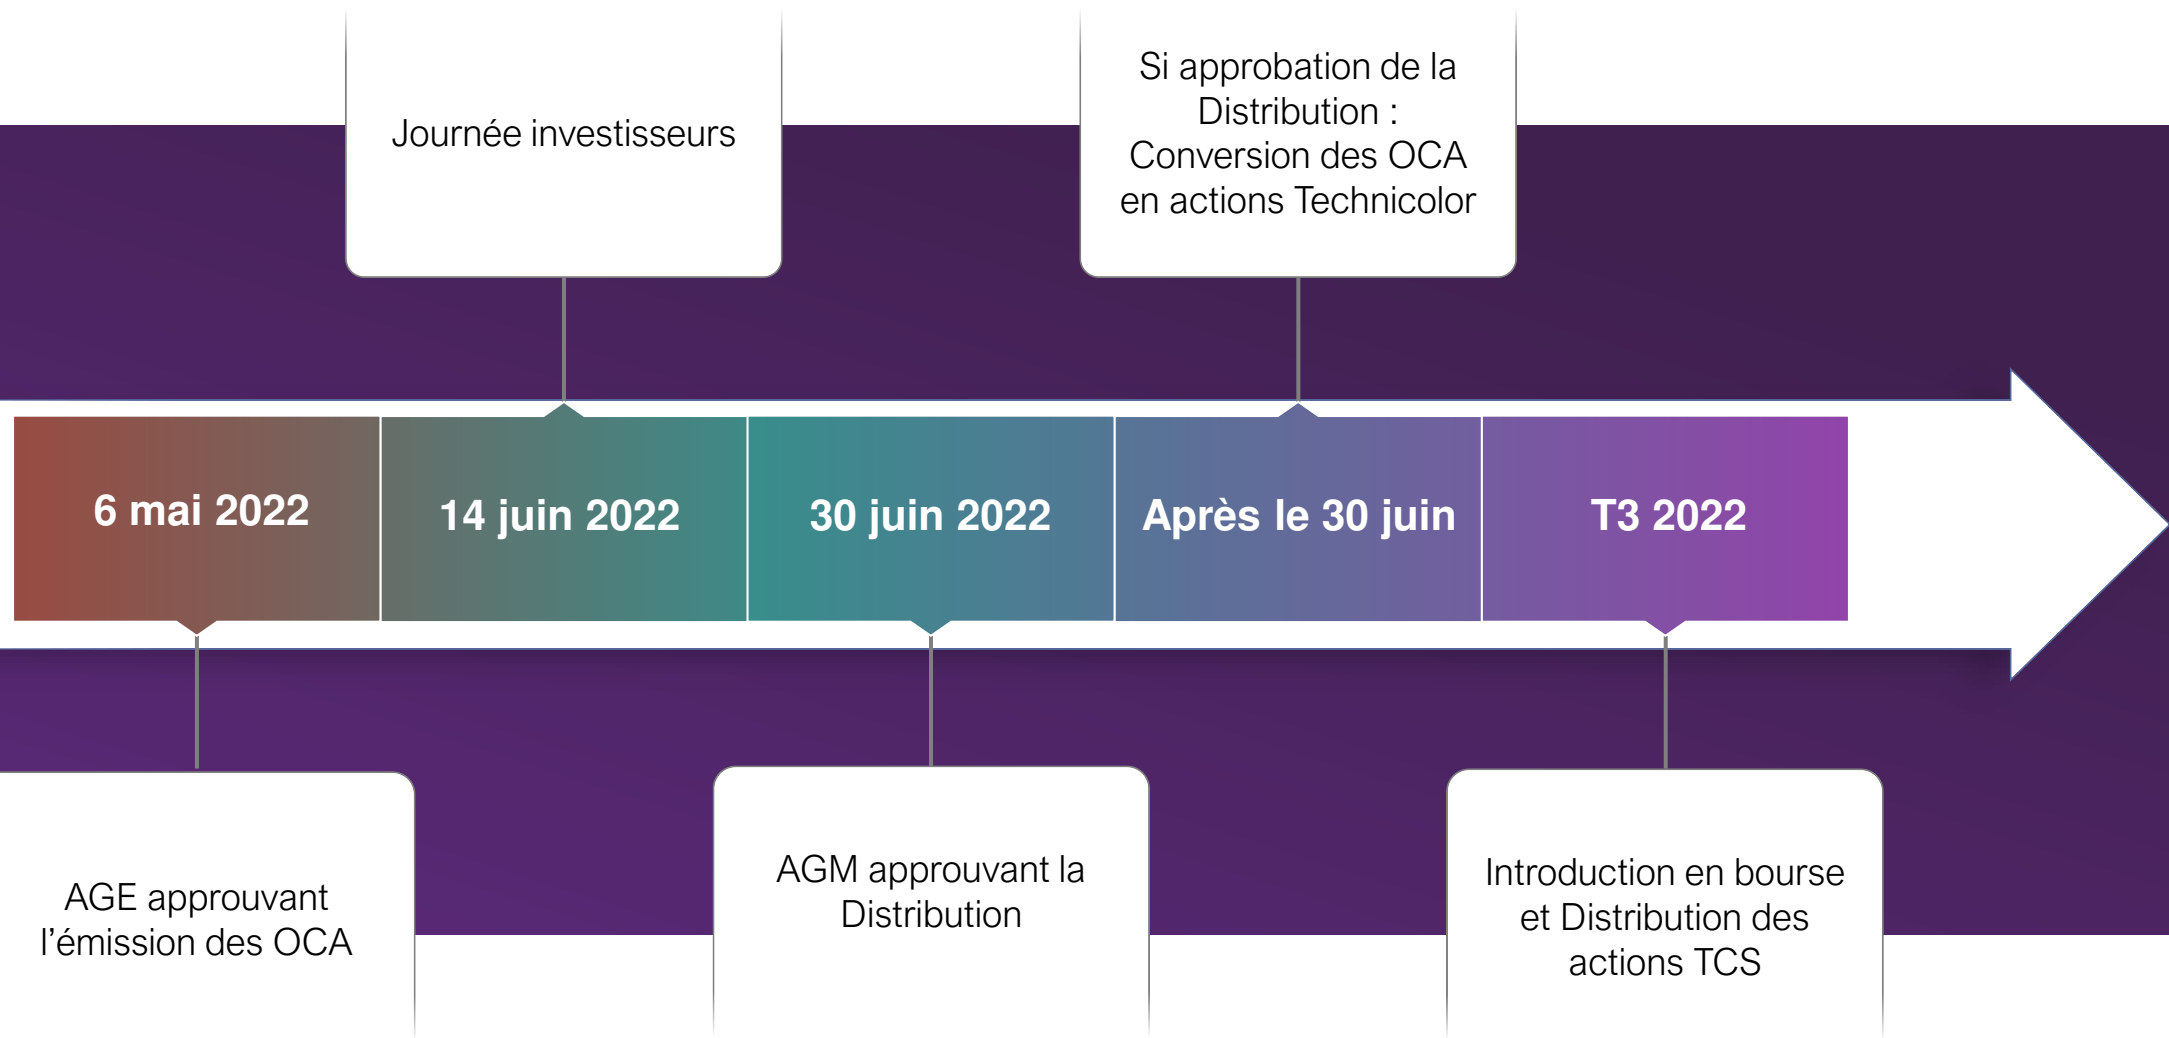 Journée investisseurs
Si approbation de la
Distribution :
Conversion des OCA
en actions Technicolor
6 mai 2022
14 juin 2022
30 juin 2022
Après le 30 juin
T3 2022
AGE approuvant
l’émission des OCA
AGM approuvant la
Distribution
Introduction en bourse
et Distribution des
actions TCS